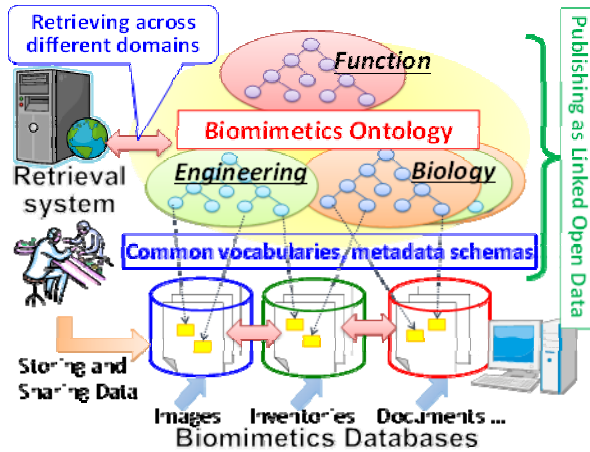 Retrieving across
different domains
Function
Biomimetics Ontology
Engineering
Biology
Retrieval
system
Common vocabularies/metadata schemas
Publishing as Linked Open Data
Storing and
Sharing Data
Images
Inventories
Documents ...
Biomimetics Databases